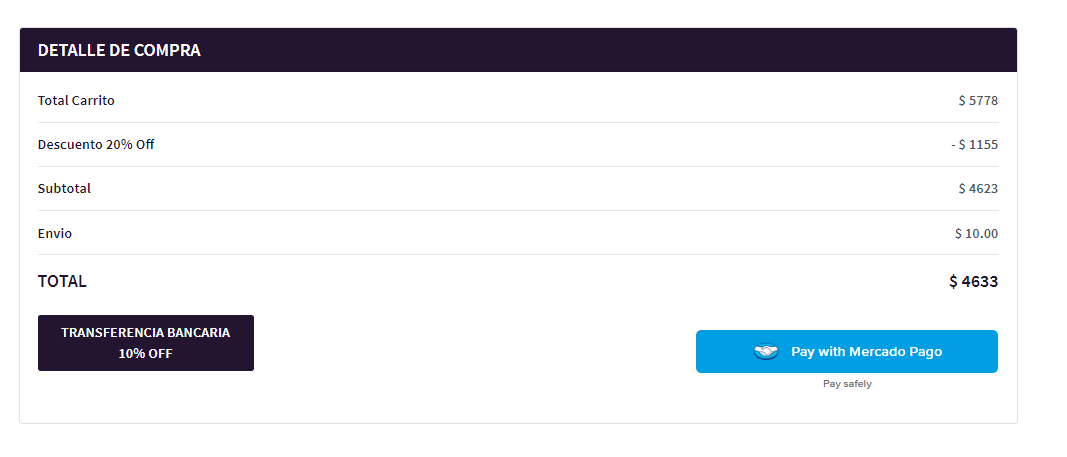 DETALLE DE COMPRA
Total Carrito $ 5778
Descuento 20% Off - $ 1155
Subtotal $ 4623
Envio $ 10.00
TOTAL $ 4633
TRANSFERENCIA BANCARIA
10% OFF
Pay with Mercado Pago
Pay safely